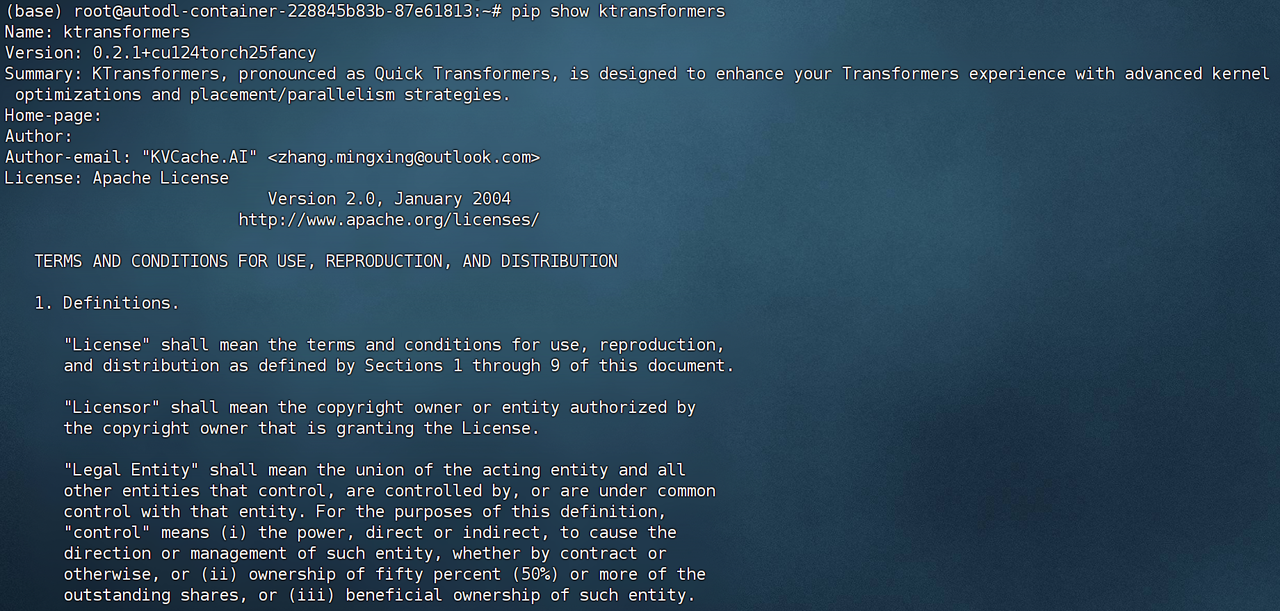 (base) root@autodl-container-228845b83b-87e61813:~# pip show ktransformers
Name: ktransformers
Version: 0.2.1+cu124torch25fancy
Summary: KTransformers, pronounced as Quick Transformers, is designed to enhance your Transformers experience with advanced kernel
optimizations and placement/parallelism strategies.
Home-page:
Author:
Author-email: "KVCache.AI" <zhang.mingxing@outlook.com>
License: Apache License
Version 2.0, January 2004
http://www.apache.org/licenses/
TERMS AND CONDITIONS FOR USE, REPRODUCTION, AND DISTRIBUTION
1. Definitions.
"License" shall mean the terms and conditions for use, reproduction,
and distribution as defined by Sections 1 through 9 of this document.
"Licensor" shall mean the copyright owner or entity authorized by
the copyright owner that is granting the License.
"Legal Entity" shall mean the union of the acting entity and all
other entities that control, are controlled by, or are under common
control with that entity. For the purposes of this definition,
"control" means (i) the power, direct or indirect, to cause the
direction or management of such entity, whether by contract or
otherwise, or (ii) ownership of fifty percent (50%) or more of the
outstanding shares, or (iii) beneficial ownership of such entity.